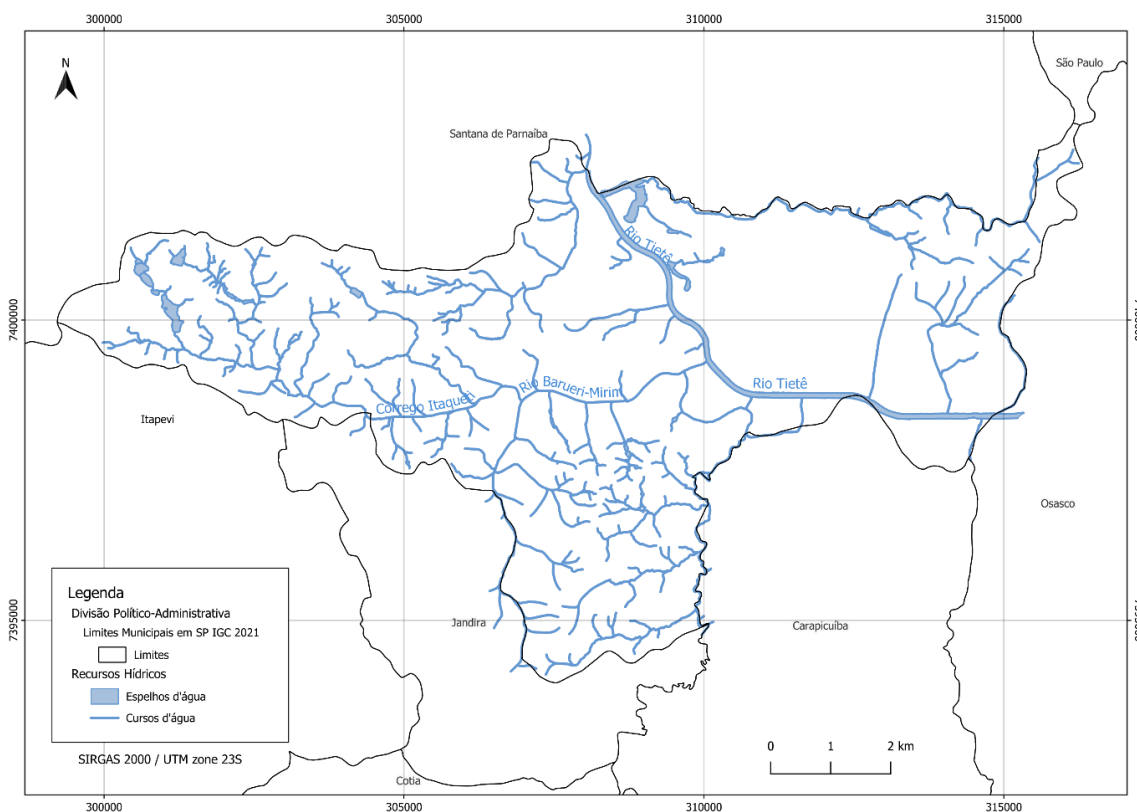 300000
305000
310000
315000
São Paulo
N
Santana de Parnaíba
Rio Tietê
7400000
7400000
Rio Tietê
Rio Barueri-Mirim
Córrego Itaqueti
Itapevi
Osasco
Legenda
Divisão Político-Administrativa
Limites Municipais em SP IGC 2021
Limites
Recursos Hídricos
Espelhos d'água
Cursos d'água
SIRGAS 2000 / UTM zone 23S
7395000
7395000
Jandira
Carapicuíba
0 1 2 km
Cotia
300000
305000
310000
315000